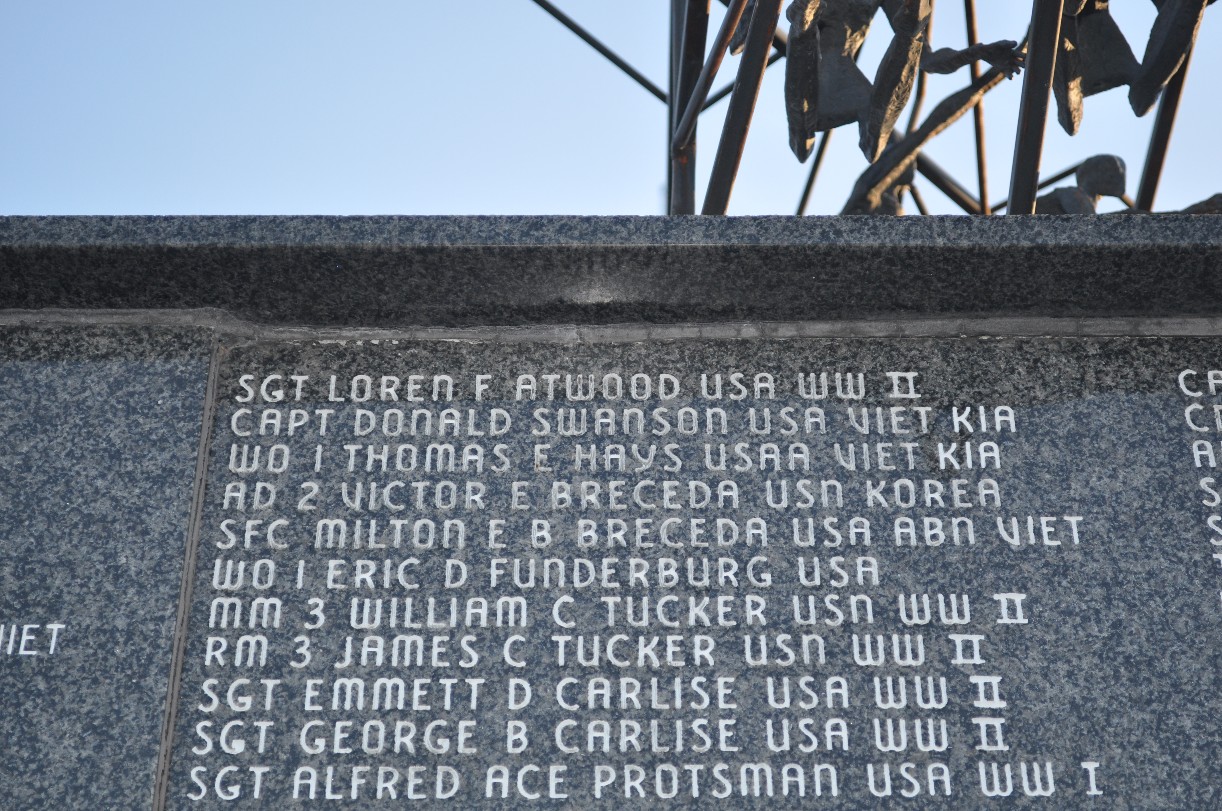 SGT LOREN F ATWOOD USA WW II
CAPT DONALD SWANSON USA VIET KIA
WO 1 THOMAS E HAYS USAA VIET KIA
AD 2 VICTOR E BRECEDA USN KOREA
SFC MILTON E B BRECEDA USA ABN VIET
WO 1 ERIC D FUNDERBURG USA
MM 3 WILLIAM C TUCKER USN WW II
RM 3 JAMES C TUCKER USN WW II
SGT EMMETT D CARLISE USA WW II
SGT GEORGE B CARLISE USA WW II
SGT ALFRED ACE PROTSMAN USA WW I